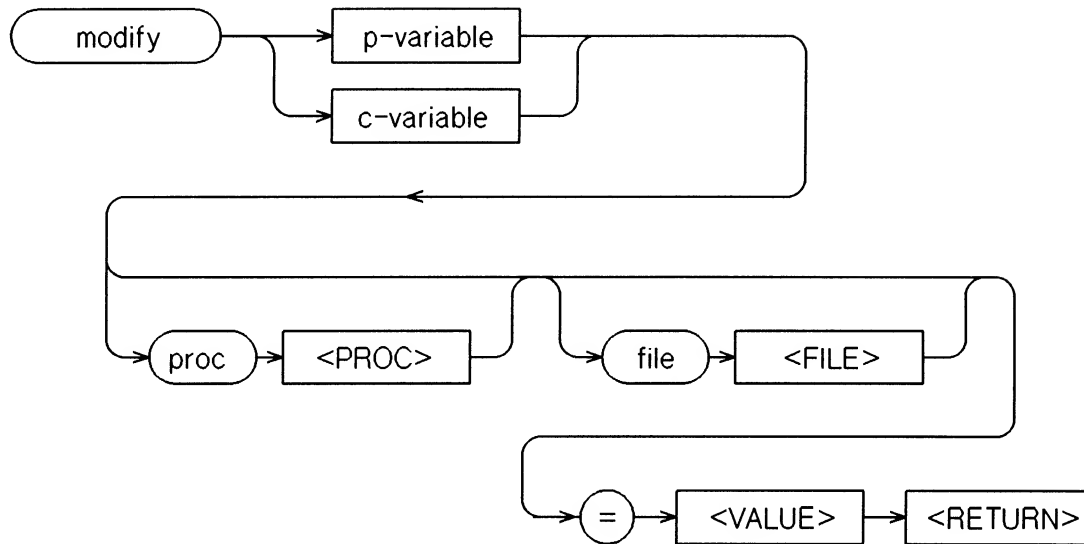 modify p-variable
c-variable
proc <PROC> file <FILE>
= <VALUE> <RETURN>